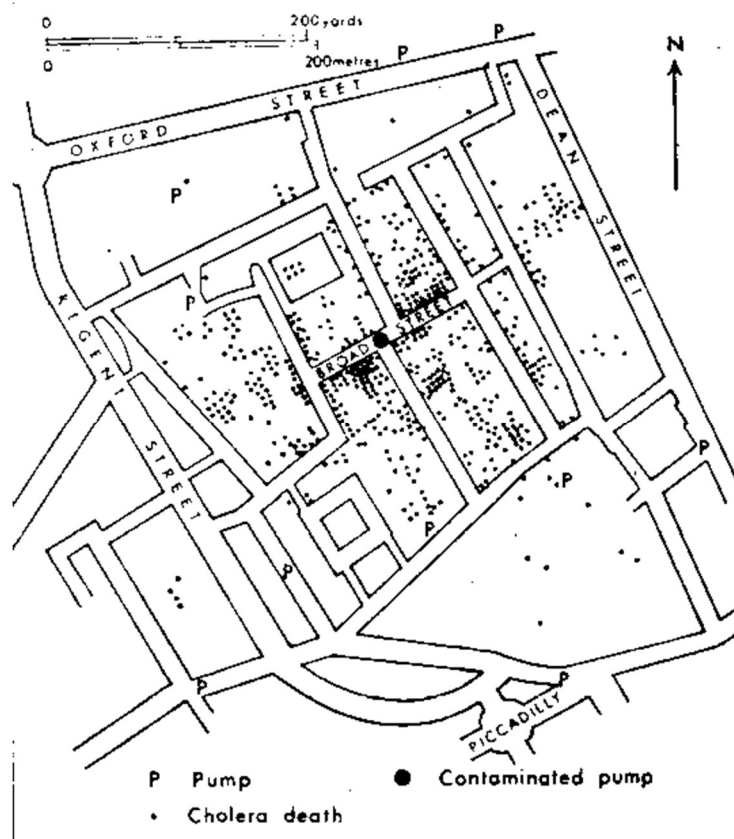 0 200 yards
0 200 metres
P
P
N
OXFORD STREET
DEAN STREET
P
P
REGENT STREET
BROAD STREET
P
P
P
P
P
P
PICCADILLY
P Pump
● Contaminated pump
• Cholera death